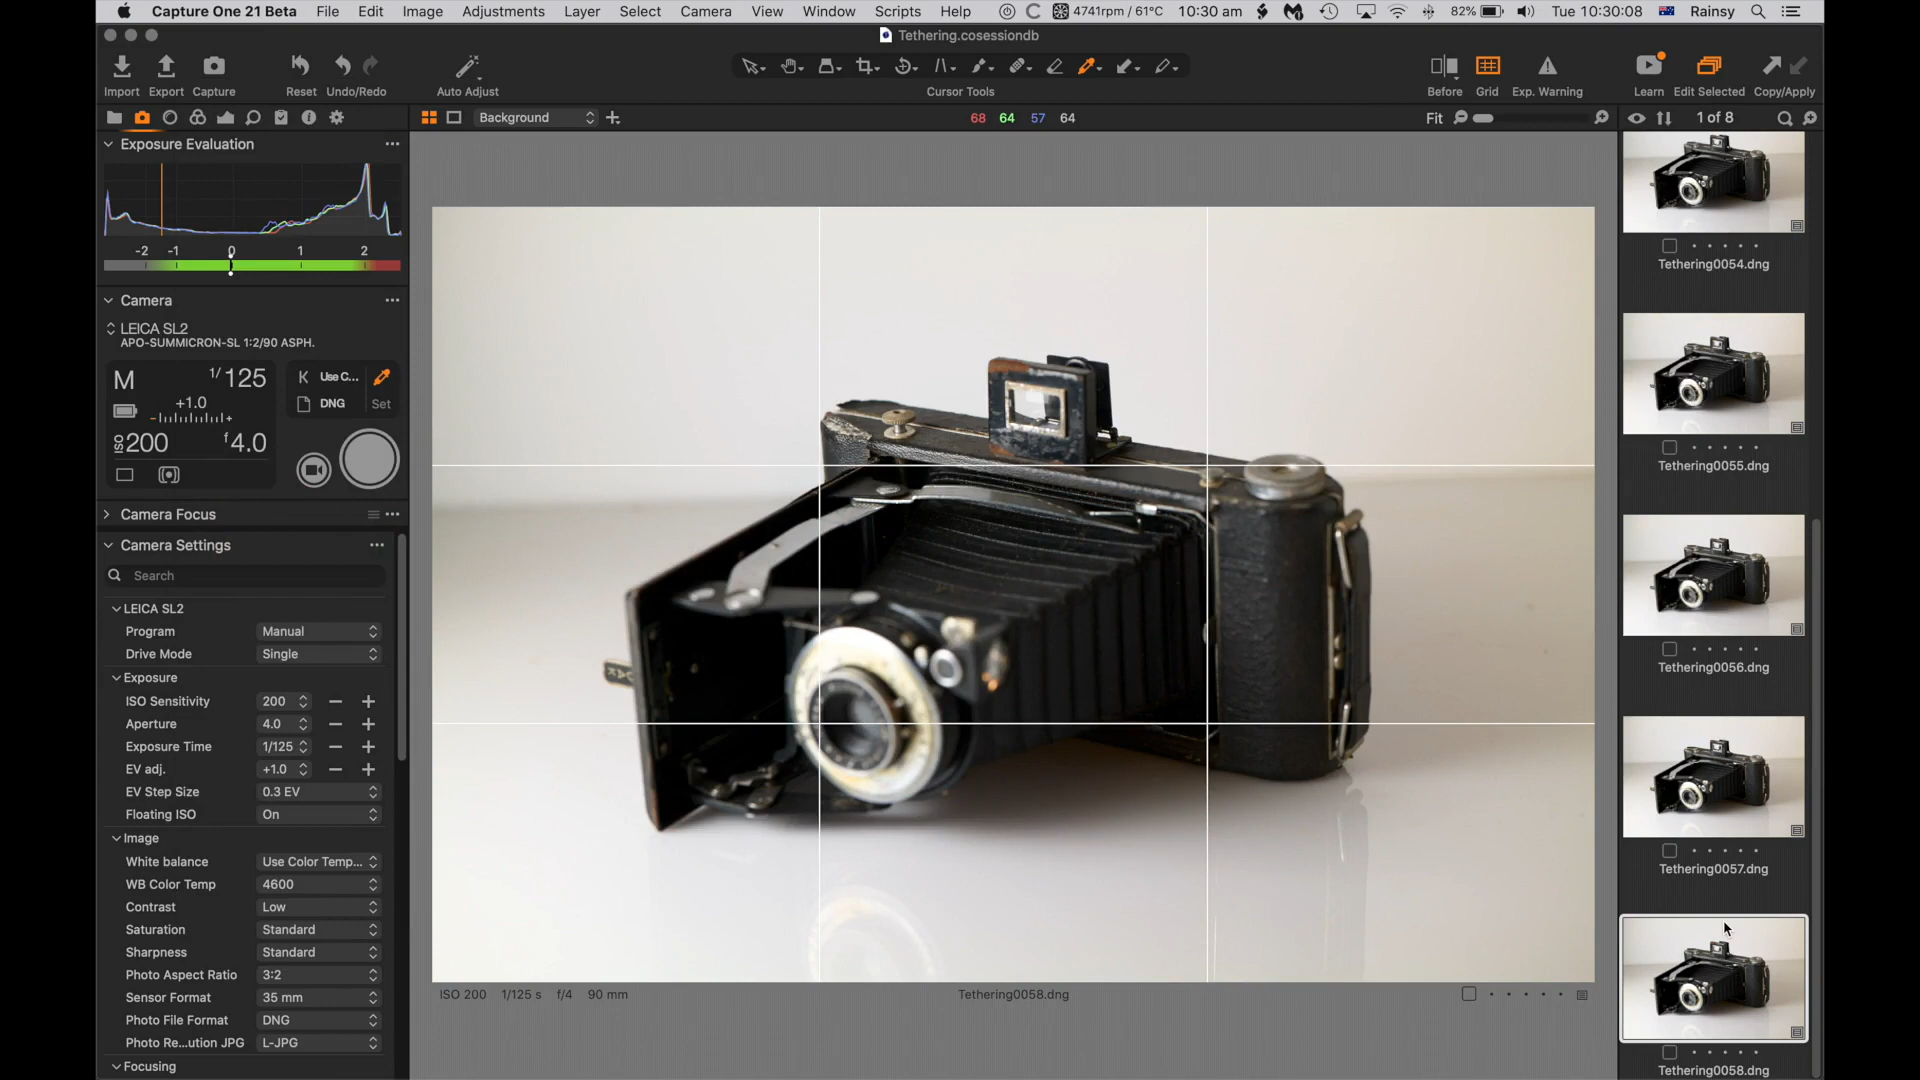 Capture One 21 Beta File Edit Image Adjustments Layer Select Camera View Window Scripts Help 4741rpm / 61°C 10:30 am 82% Tue 10:30:08 Rainsy
Tethering.cosessiondb
Import Export Capture Reset Undo/Redo Auto Adjust Cursor Tools Before Grid Exp. Warning Learn Edit Selected Copy/Apply
Background 68 64 57 64 Fit 1 of 8
Exposure Evaluation
-2 -1 0 1 2
Camera
LEICA SL2
APO-SUMMICRON-SL 1:2/90 ASPH.
M 1/125 K Use C...
+1.0 DNG Set
ISO 200 f4.0
Camera Focus
Camera Settings
Search
LEICA SL2
Program Manual
Drive Mode Single
Exposure
ISO Sensitivity 200
Aperture 4.0
Exposure Time 1/125
EV adj. +1.0
EV Step Size 0.3 EV
Floating ISO On
Image
White balance Use Color Temp...
WB Color Temp 4600
Contrast Low
Saturation Standard
Sharpness Standard
Photo Aspect Ratio 3:2
Sensor Format 35 mm
Photo File Format DNG
Photo Re...ution JPG L-JPG
Focusing
ISO 200 1/125 s f/4 90 mm Tethering0058.dng
Tethering0054.dng
Tethering0055.dng
Tethering0056.dng
Tethering0057.dng
Tethering0058.dng